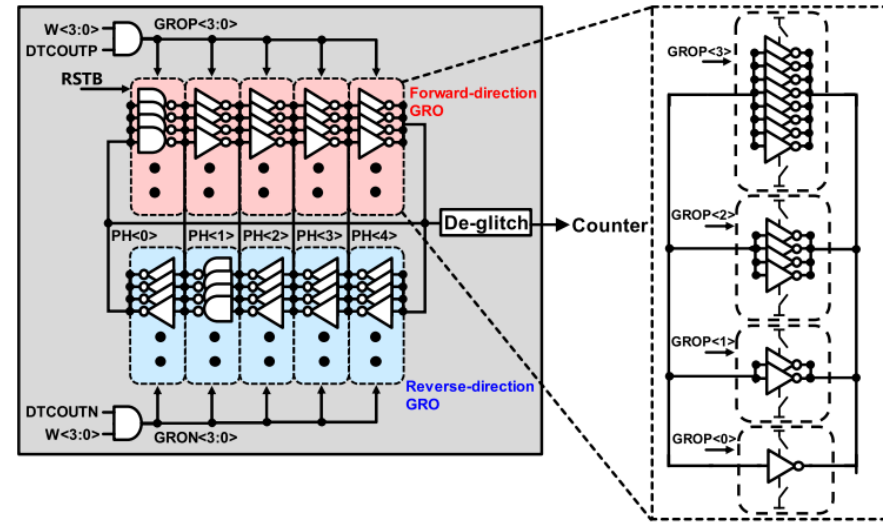 W<3:0>
GROP<3:0>
DTCOUTP
RSTB
Forward-direction
GRO
De-glitch
Counter
PH<0>
PH<1>
PH<2>
PH<3>
PH<4>
Reverse-direction
GRO
DTCOUTN
W<3:0>
GRON<3:0>
GROP<3>
GROP<2>
GROP<1>
GROP<0>